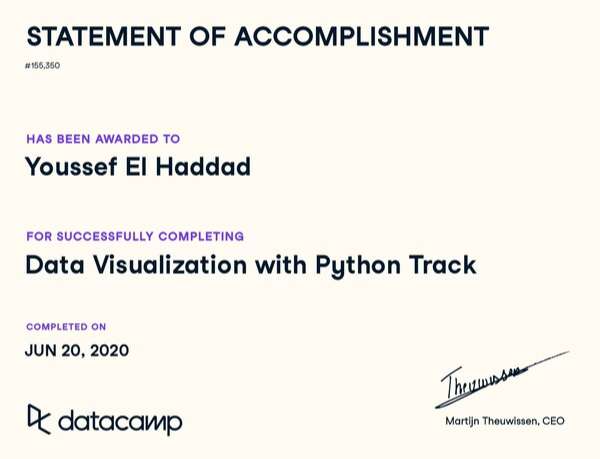 STATEMENT OF ACCOMPLISHMENT
#155,350
HAS BEEN AWARDED TO
Youssef El Haddad
FOR SUCCESSFULLY COMPLETING
Data Visualization with Python Track
COMPLETED ON
JUN 20, 2020
Theuwissen
Martijn Theuwissen, CEO
datacamp